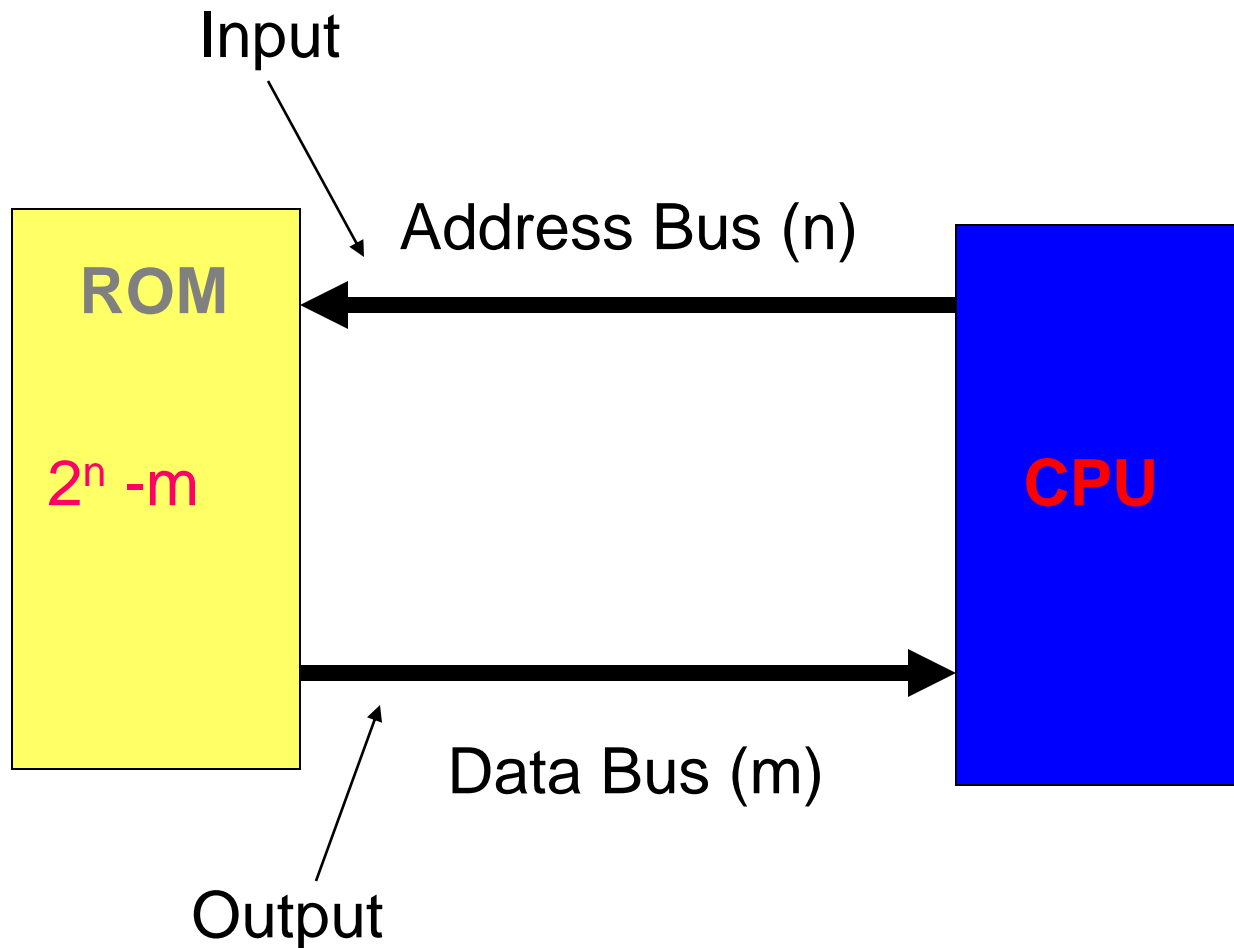 Input
Address Bus (n)
ROM
2ⁿ -m
CPU
Data Bus (m)
Output